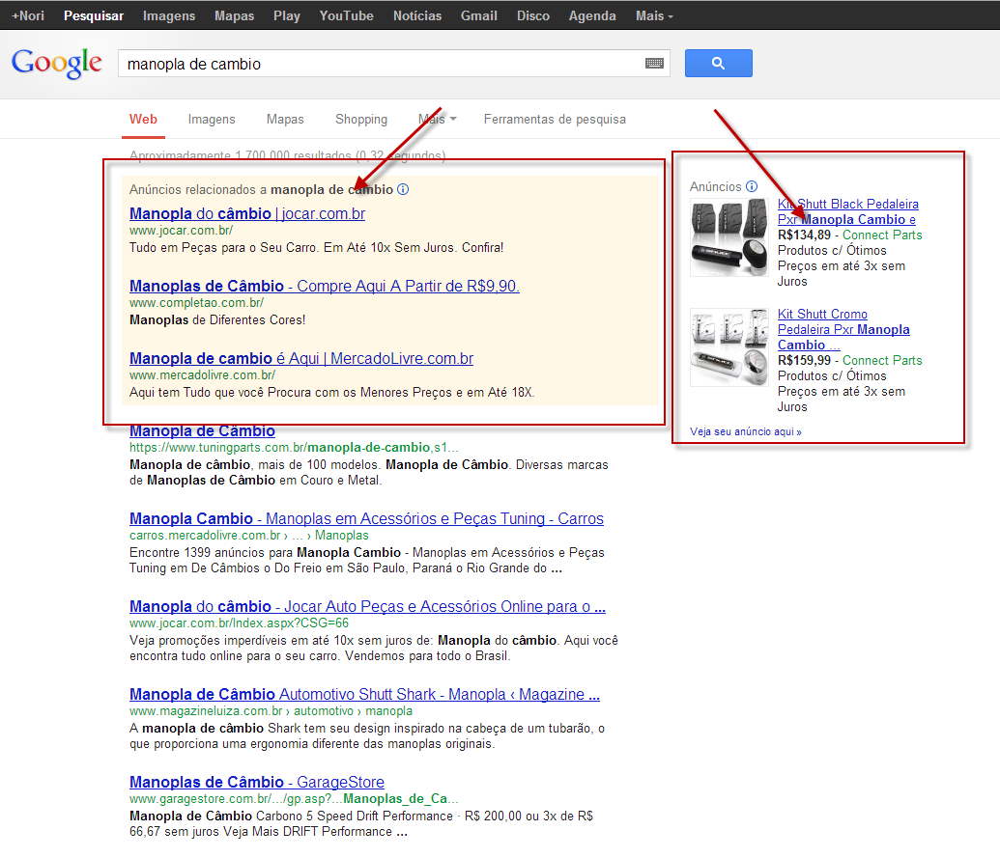 +Nori Pesquisar Imagens Mapas Play YouTube Notícias Gmail Disco Agenda Mais
Google
manopla de cambio
Web Imagens Mapas Shopping Mais Ferramentas de pesquisa
Aproximadamente 1.700.000 resultados (0,32 segundos)
Anúncios relacionados a manopla de cambio
Manopla do câmbio | jocar.com.br
www.jocar.com.br/
Tudo em Peças para o Seu Carro. Em Até 10x Sem Juros. Confira!
Manoplas de Câmbio - Compre Aqui A Partir de R$9,90.
www.completao.com.br/
Manoplas de Diferentes Cores!
Manopla de cambio é Aqui | MercadoLivre.com.br
www.mercadolivre.com.br/
Aqui tem Tudo que você Procura com os Menores Preços e em Até 18X.
Manopla de Câmbio
https://www.tuningparts.com.br/manopla-de-cambio,s1...
Manopla de câmbio, mais de 100 modelos. Manopla de Câmbio. Diversas marcas
de Manoplas de Câmbio em Couro e Metal.
Manopla Cambio - Manoplas em Acessórios e Peças Tuning - Carros
carros.mercadolivre.com.br › ... › Manoplas
Encontre 1399 anúncios para Manopla Cambio - Manoplas em Acessórios e Peças
Tuning em De Câmbios o Do Freio em São Paulo, Paraná o Rio Grande do ...
Manopla do câmbio - Jocar Auto Peças e Acessórios Online para o ...
www.jocar.com.br/Index.aspx?CSG=66
Veja promoções imperdíveis em até 10x sem juros de: Manopla do câmbio. Aqui você
encontra tudo online para o seu carro. Vendemos para todo o Brasil.
Manopla de Câmbio Automotivo Shutt Shark - Manopla ‹ Magazine ...
www.magazineluiza.com.br › automotivo › manopla
A manopla de câmbio Shark tem seu design inspirado na cabeça de um tubarão, o
que proporciona uma ergonomia diferente das manoplas originais.
Manoplas de Câmbio - GarageStore
www.garagestore.com.br/.../gp.asp?...Manoplas_de_Ca...
Manopla de Câmbio Carbono 5 Speed Drift Performance · R$ 200,00 ou 3x de R$
66,67 sem juros Veja Mais DRIFT Performance ...
Anúncios
Kit Shutt Black Pedaleira
Pxr Manopla Cambio e
R$134,89 - Connect Parts
Produtos c/ Ótimos
Preços em até 3x sem
Juros
Kit Shutt Cromo
Pedaleira Pxr Manopla
Cambio ...
R$159,99 - Connect Parts
Produtos c/ Ótimos
Preços em até 3x sem
Juros
Veja seu anúncio aqui »